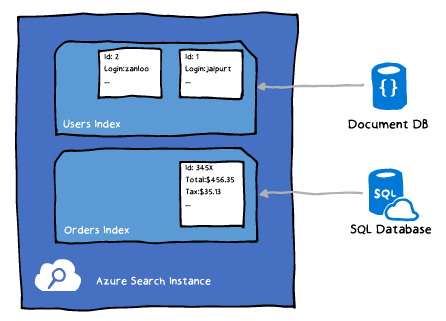 Id: 2
Login:zanloo
...
Id: 1
Login:jaipurt
...
Users Index
{}
Document DB
Id: 345X
Total:$456.35
Tax:$35.13
...
Orders Index
SQL
SQL Database
Azure Search Instance